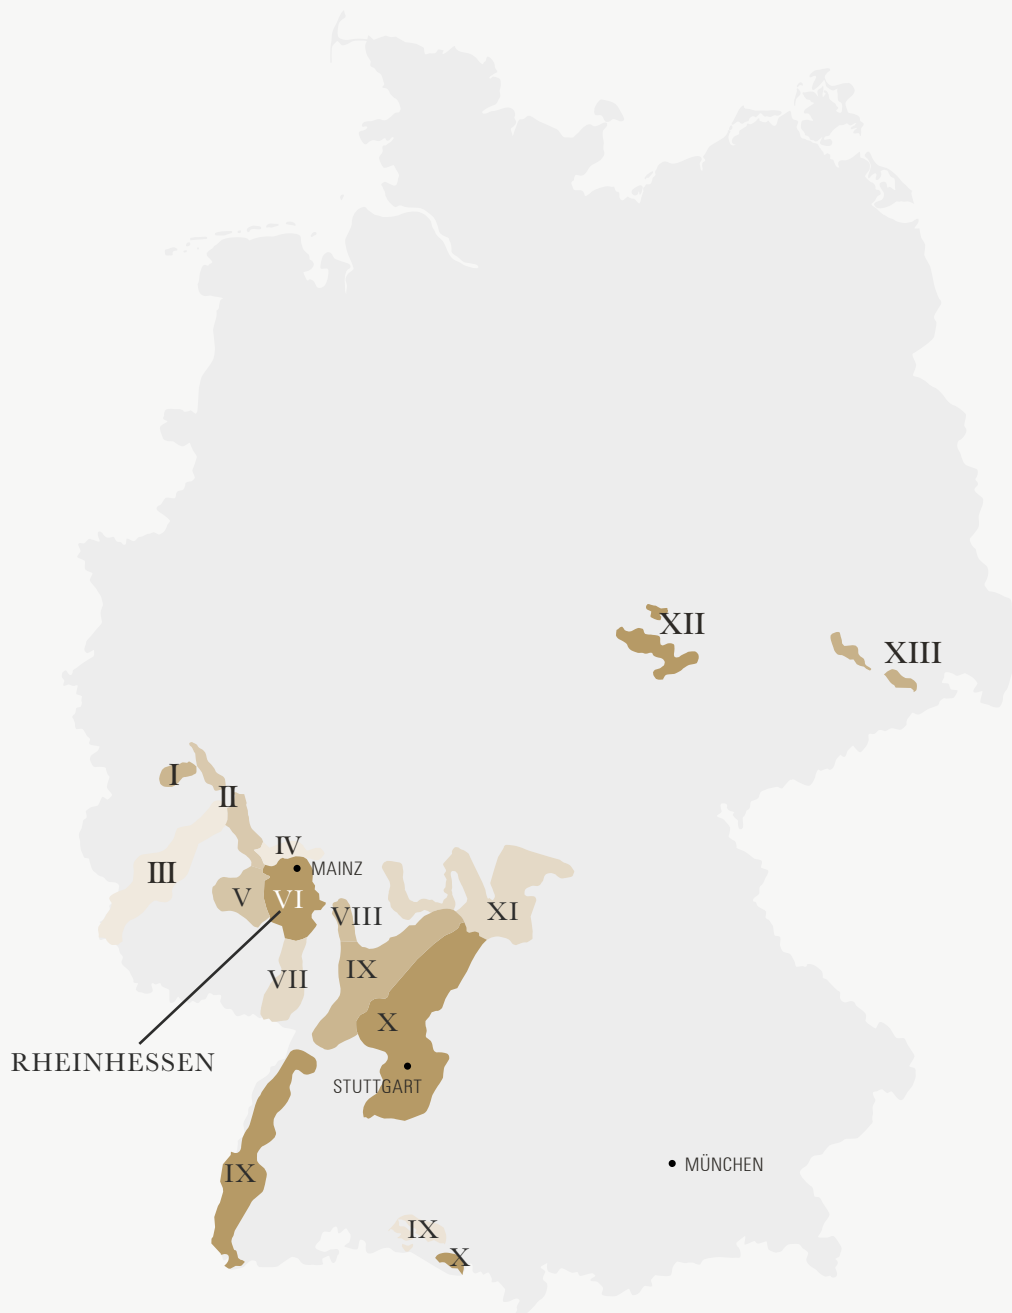 XII
XIII
I
II
IV
MAINZ
III
V
VI
VIII
XI
IX
VII
X
RHEINHESSEN
STUTTGART
MÜNCHEN
IX
IX
X